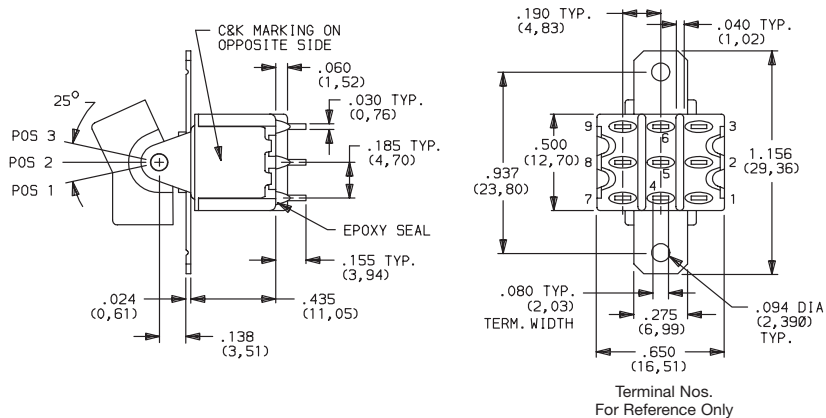 C&K MARKING ON
OPPOSITE SIDE
.060
(1,52)
.030 TYP.
(0,76)
25°
POS 3
POS 2
POS 1
.185 TYP.
(4,70)
EPOXY SEAL
.155 TYP.
(3,94)
.024
(0,61)
.435
(11,05)
.138
(3,51)
.190 TYP.
(4,83)
.040 TYP.
(1,02)
9
6
3
.500
(12,70)
8
5
2
1.156
(29,36)
.937
(23,80)
7
4
1
.080 TYP.
(2,03)
TERM. WIDTH
.275
(6,99)
.094 DIA
(2,39Ø)
TYP.
.650
(16,51)
Terminal Nos.
For Reference Only